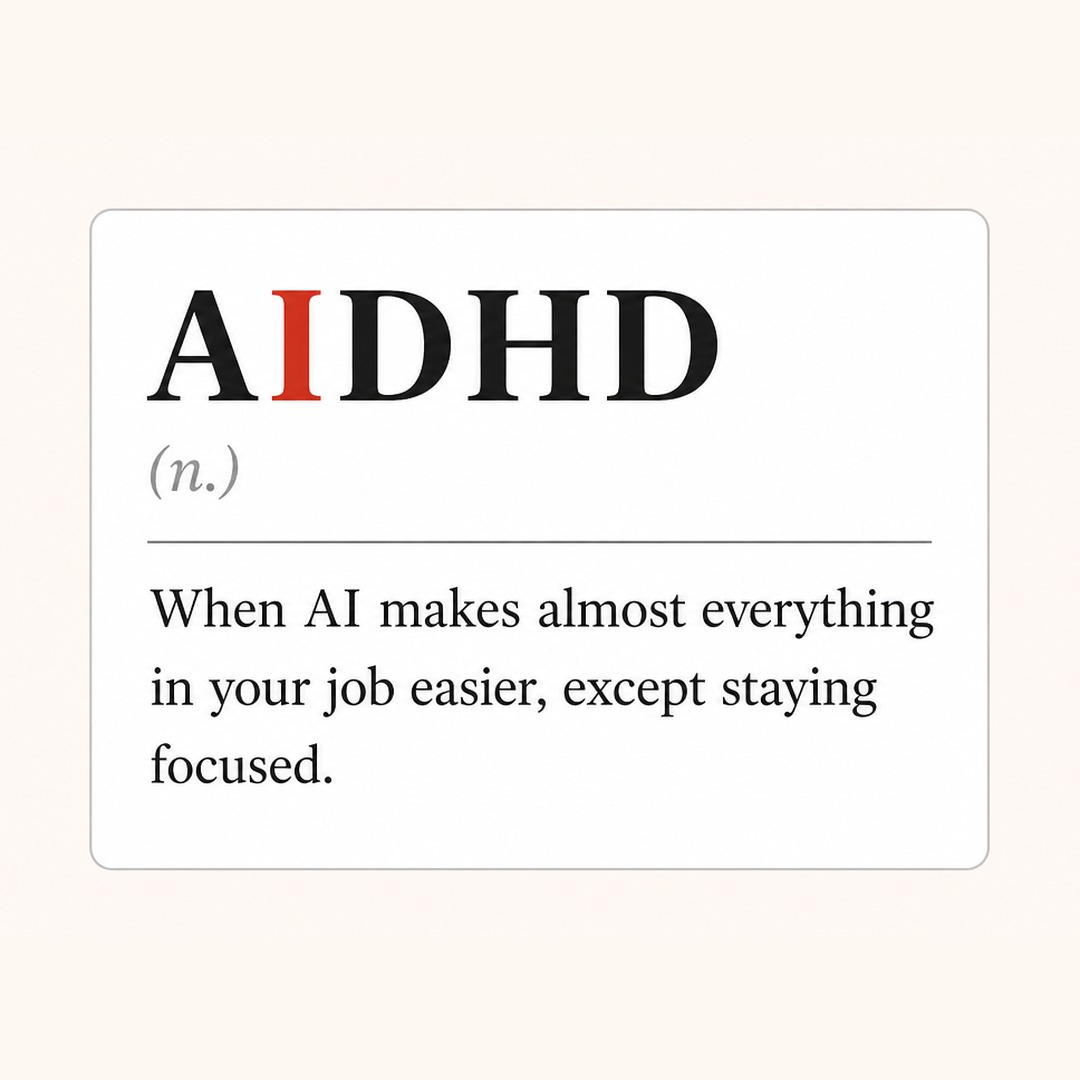 AIDHD
(n.)
When AI makes almost everything
in your job easier, except staying
focused.